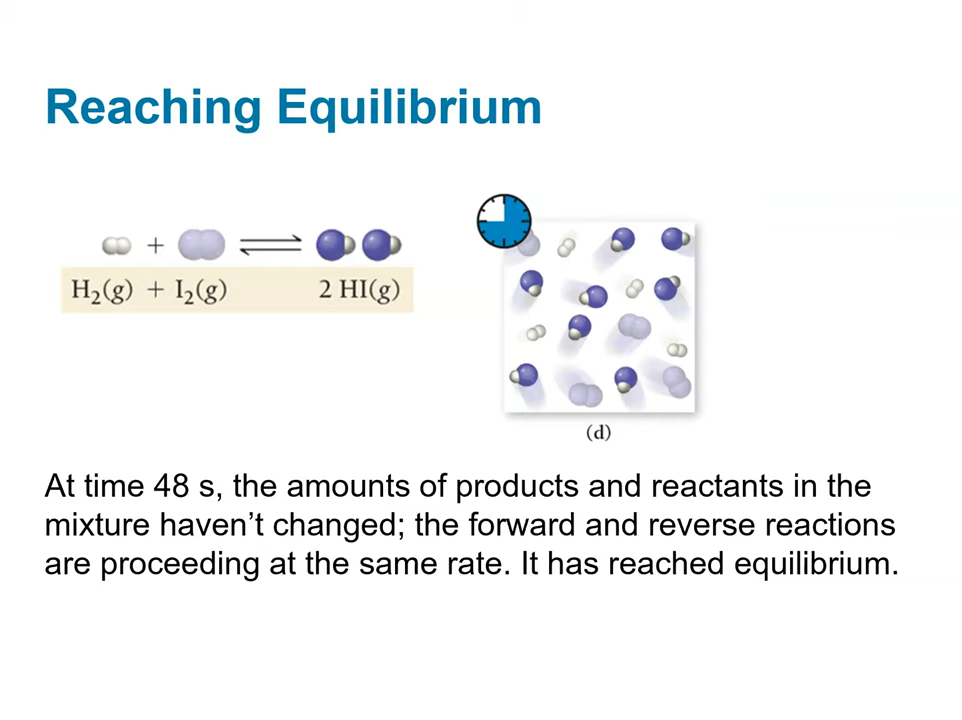 Reaching Equilibrium
+
H₂(g) + I₂(g) 2 HI(g)
(d)
At time 48 s, the amounts of products and reactants in the
mixture haven’t changed; the forward and reverse reactions
are proceeding at the same rate. It has reached equilibrium.